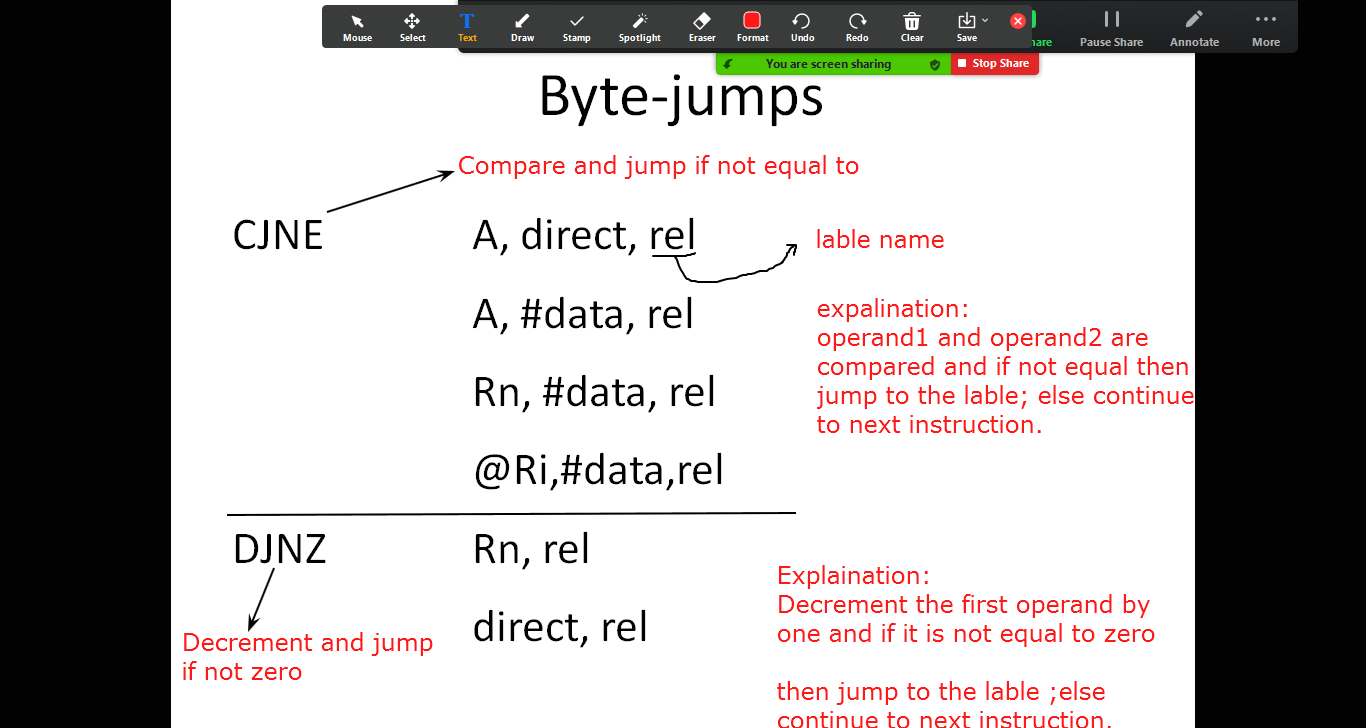 Mouse Select Text Draw Stamp Spotlight Eraser Format Undo Redo Clear Save
Pause Share Annotate More
You are screen sharing Stop Share
Byte-jumps
Compare and jump if not equal to
CJNE A, direct, rel lable name
A, #data, rel
expalination:
operand1 and operand2 are
compared and if not equal then
jump to the lable; else continue
to next instruction.
Rn, #data, rel
@Ri,#data,rel
DJNZ Rn, rel
direct, rel
Decrement and jump
if not zero
Explaination:
Decrement the first operand by
one and if it is not equal to zero
then jump to the lable ;else
continue to next instruction.